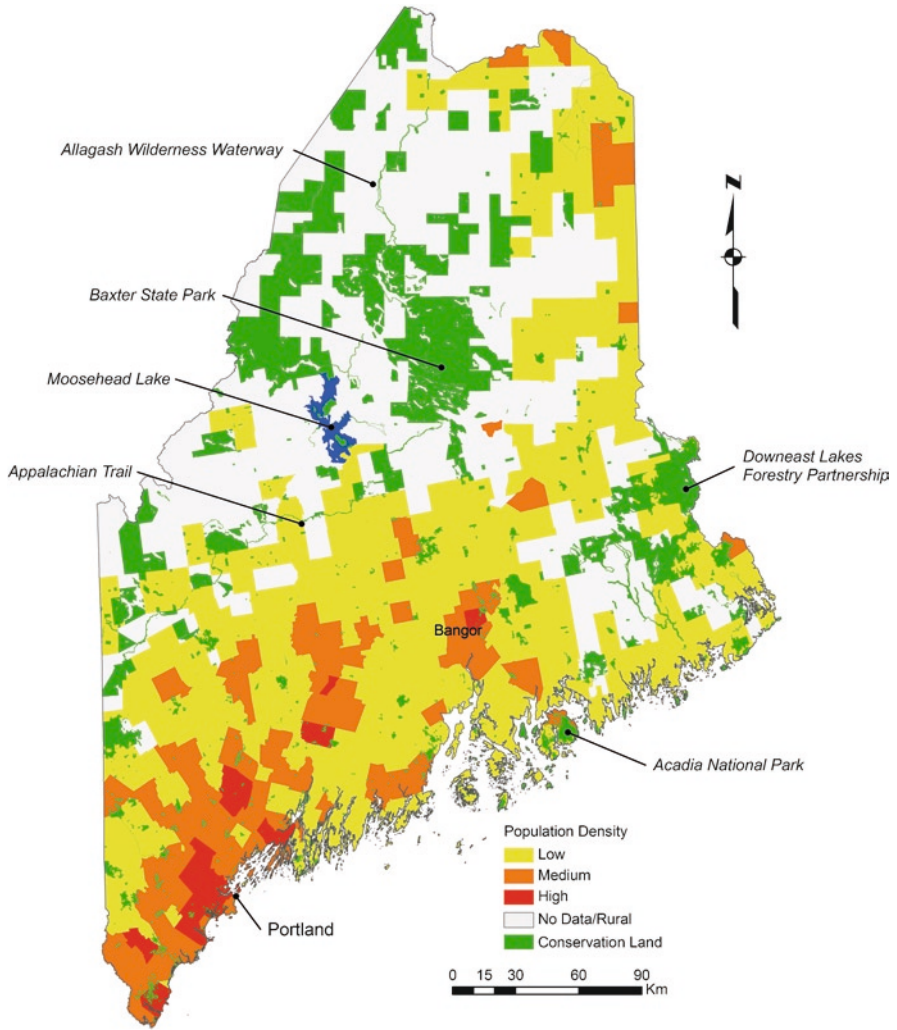 Allagash Wilderness Waterway
N
Baxter State Park
Moosehead Lake
Appalachian Trail
Downeast Lakes
Forestry Partnership
Bangor
Acadia National Park
Population Density
Low
Medium
High
No Data/Rural
Conservation Land
Portland
0 15 30 60 90
Km